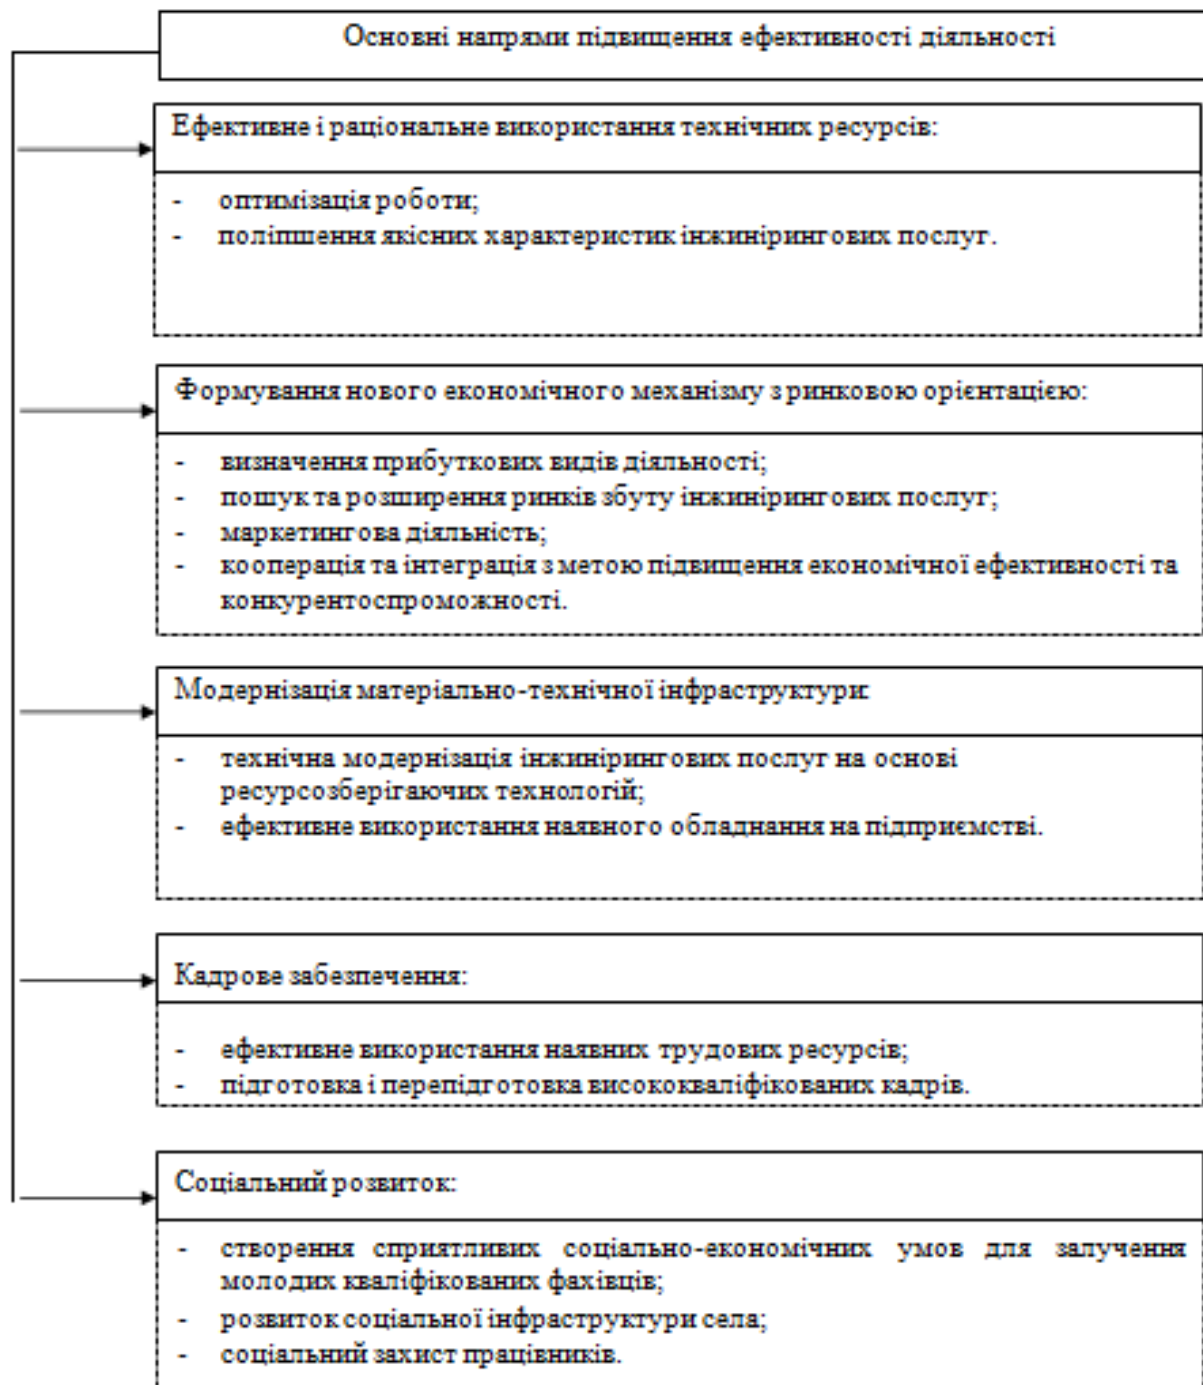 Основні напрями підвищення ефективності діяльності
Ефективне і раціональне використання технічних ресурсів:
- оптимізація роботи;
- поліпшення якісних характеристик інжинірингових послуг.
Формування нового економічного механізму з ринковою орієнтацією:
- визначення прибуткових видів діяльності;
- пошук та розширення ринків збуту інжинірингових послуг;
- маркетингова діяльність;
- кооперація та інтеграція з метою підвищення економічної ефективності та
конкурентоспроможності.
Модернізація матеріально-технічної інфраструктури:
- технічна модернізація інжинірингових послуг на основі
ресурсозберігаючих технологій;
- ефективне використання наявного обладнання на підприємстві.
Кадрове забезпечення:
- ефективне використання наявних трудових ресурсів;
- підготовка і перепідготовка висококваліфікованих кадрів.
Соціальний розвиток:
- створення сприятливих соціально-економічних умов для залучення
молодих кваліфікованих фахівців;
- розвиток соціальної інфраструктури села;
- соціальний захист працівників.